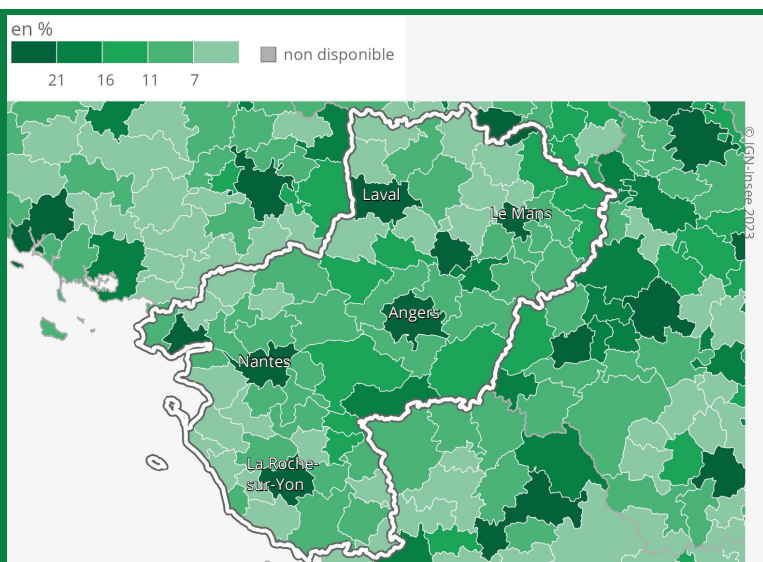 en %
non disponible
21 16 11 7
© IGN-Insee 2023
Laval
Le Mans
Angers
Nantes
La Roche-
sur-Yon